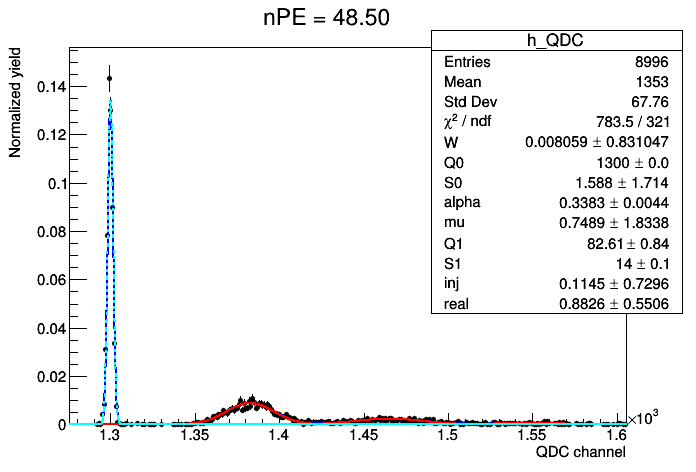 nPE = 48.50
h_QDC
Entries 8996
Mean 1353
Std Dev 67.76
χ² / ndf 783.5 / 321
W 0.008059 ± 0.831047
Q0 1300 ± 0.0
S0 1.588 ± 1.714
alpha 0.3383 ± 0.0044
mu 0.7489 ± 1.8338
Q1 82.61± 0.84
S1 14 ± 0.1
inj 0.1145 ± 0.7296
real 0.8826 ± 0.5506
Normalized yield
0.14
0.12
0.1
0.08
0.06
0.04
0.02
0
1.3 1.35 1.4 1.45 1.5 1.55 1.6
×10³
QDC channel